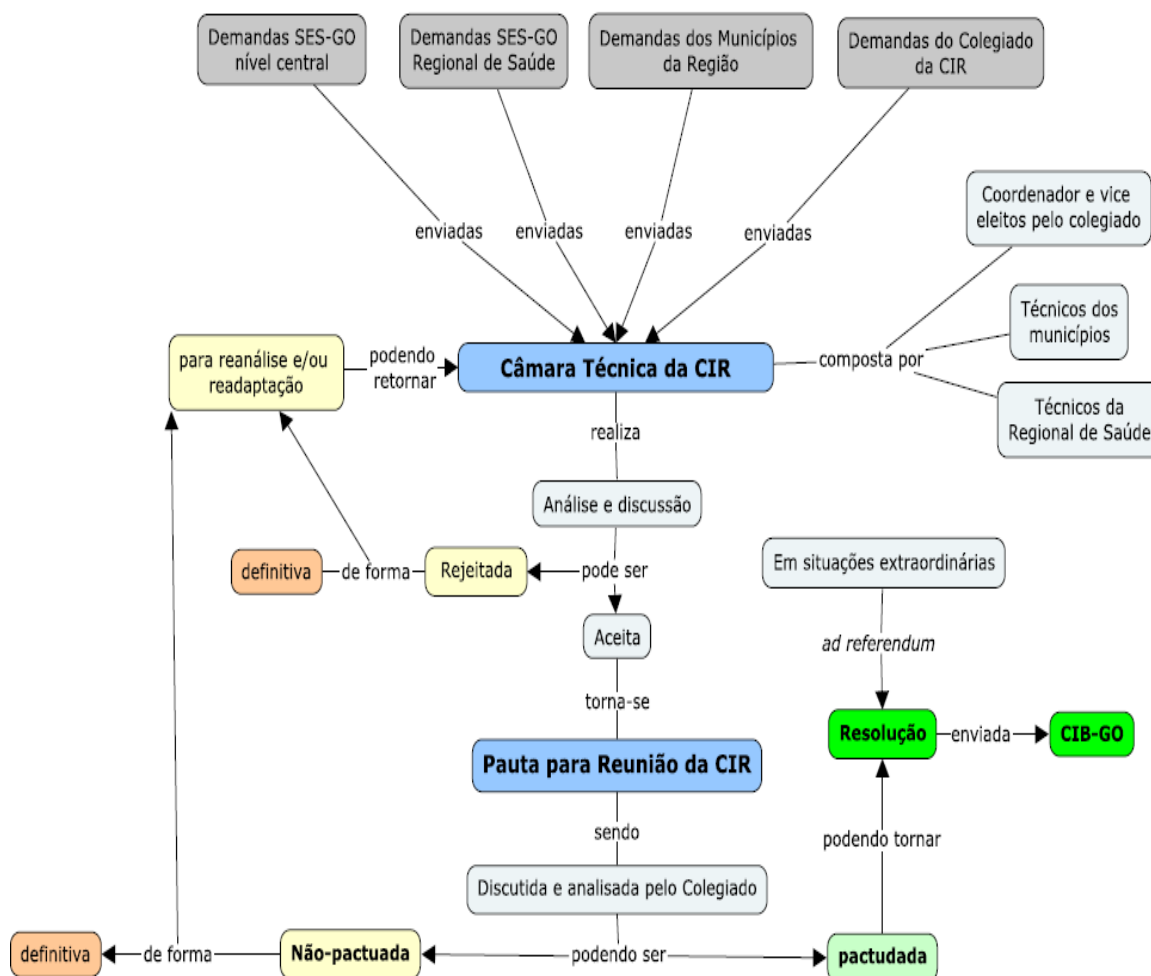 Demandas SES-GO
nível central
Demandas SES-GO
Regional de Saúde
Demandas dos Municípios
da Região
Demandas do Colegiado
da CIR
enviadas
enviadas
enviadas
enviadas
Coordenador e vice
eleitos pelo colegiado
Técnicos dos
municípios
Técnicos da
Regional de Saúde
composta por
Câmara Técnica da CIR
podendo
retornar
para reanálise e/ou
readaptação
realiza
Análise e discussão
pode ser
Rejeitada
de forma
definitiva
Aceita
torna-se
Pauta para Reunião da CIR
sendo
Discutida e analisada pelo Colegiado
podendo ser
Não-pactuada
de forma
definitiva
pactudada
podendo tornar
Em situações extraordinárias
ad referendum
Resolução
enviada
CIB-GO